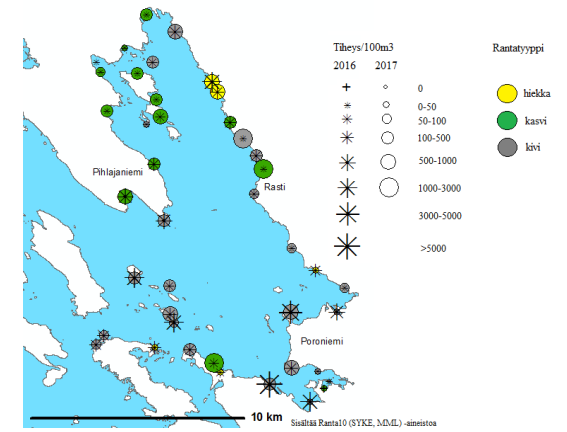 Tiheys/100m3
Rantatyyppi
2016 2017
0
0-50
50-100
100-500
500-1000
1000-3000
3000-5000
>5000
hiekka
kasvi
kivi
Pihlajaniemi
Rasti
Poroniemi
10 km
Sisältää Ranta10 (SYKE, MML) -aineistoa